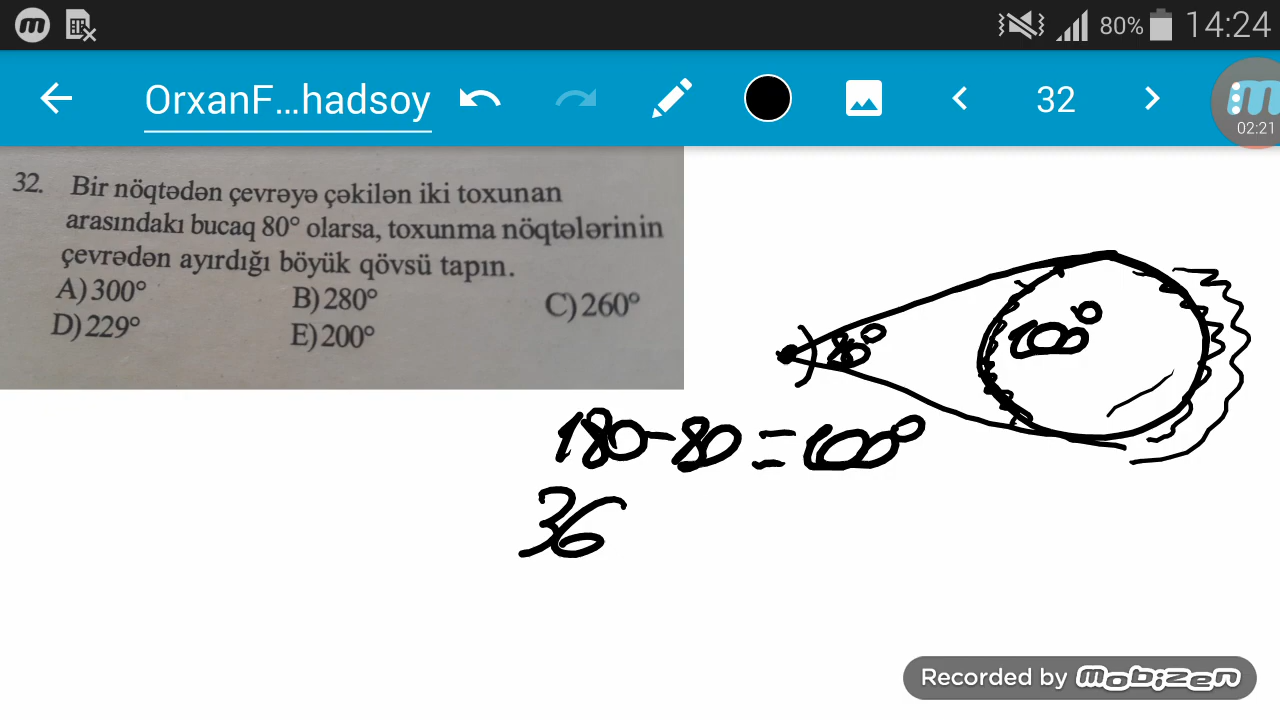 80% 14:24
OrxanF...hadsoy 32
02:21
32. Bir nöqtədən çevrəyə çəkilən iki toxunan
arasındakı bucaq 80° olarsa, toxunma nöqtələrinin
çevrədən ayırdığı böyük qövsü tapın.
A) 300° B) 280° C) 260°
D) 229° E) 200°
80° 100°
180-80=100°
36
Recorded by mobizen